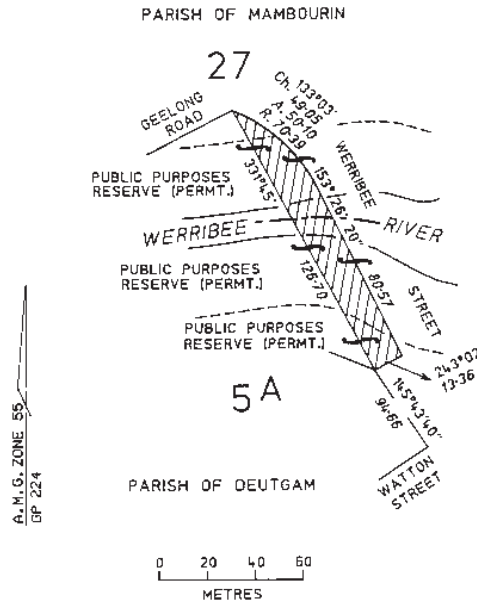 PARISH OF MAMBOURIN
27
Ch. 133°03'
49·05
A. 50·10
R. 70·39
GEELONG
ROAD
WERRIBEE
STREET
PUBLIC PURPOSES
RESERVE (PERMT.)
331°45'
126·70
153°26'20"
80·57
WERRIBEE RIVER
PUBLIC PURPOSES
RESERVE (PERMT.)
PUBLIC PURPOSES
RESERVE (PERMT.)
243°02'
13·36
145°43'40"
94·66
5A
WATTON
STREET
A.M.G. ZONE 55
GP 224
PARISH OF DEUTGAM
0 20 40 60
METRES